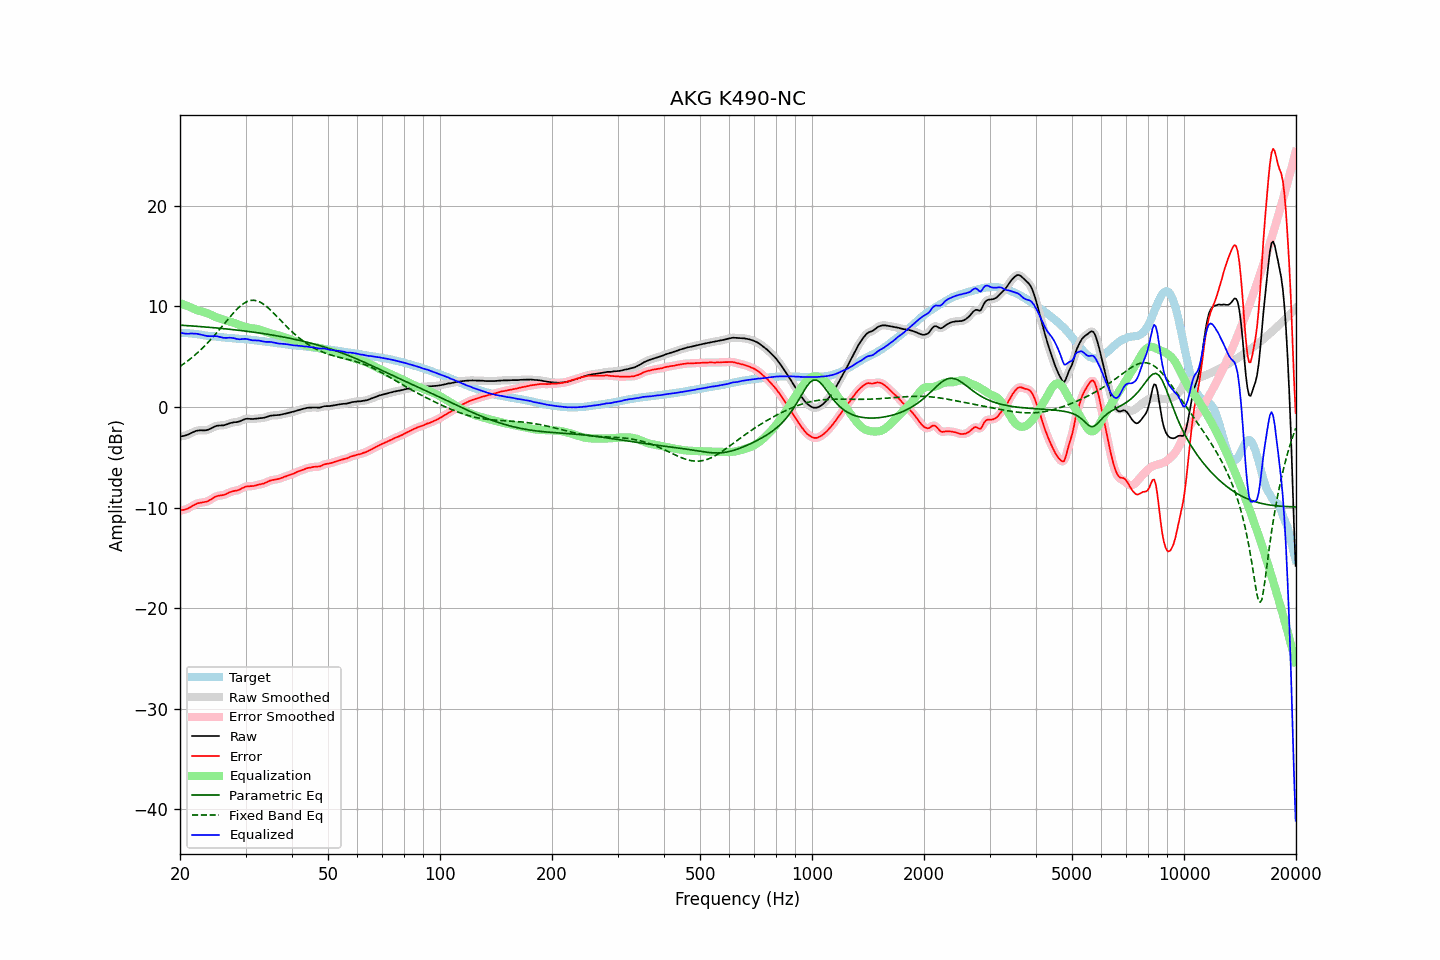 AKG K490-NC
Amplitude (dBr)
20
10
0
−10
−20
−30
−40
Target
Raw Smoothed
Error Smoothed
Raw
Error
Equalization
Parametric Eq
Fixed Band Eq
Equalized
20 50 100 200 500 1000 2000 5000 10000 20000
Frequency (Hz)